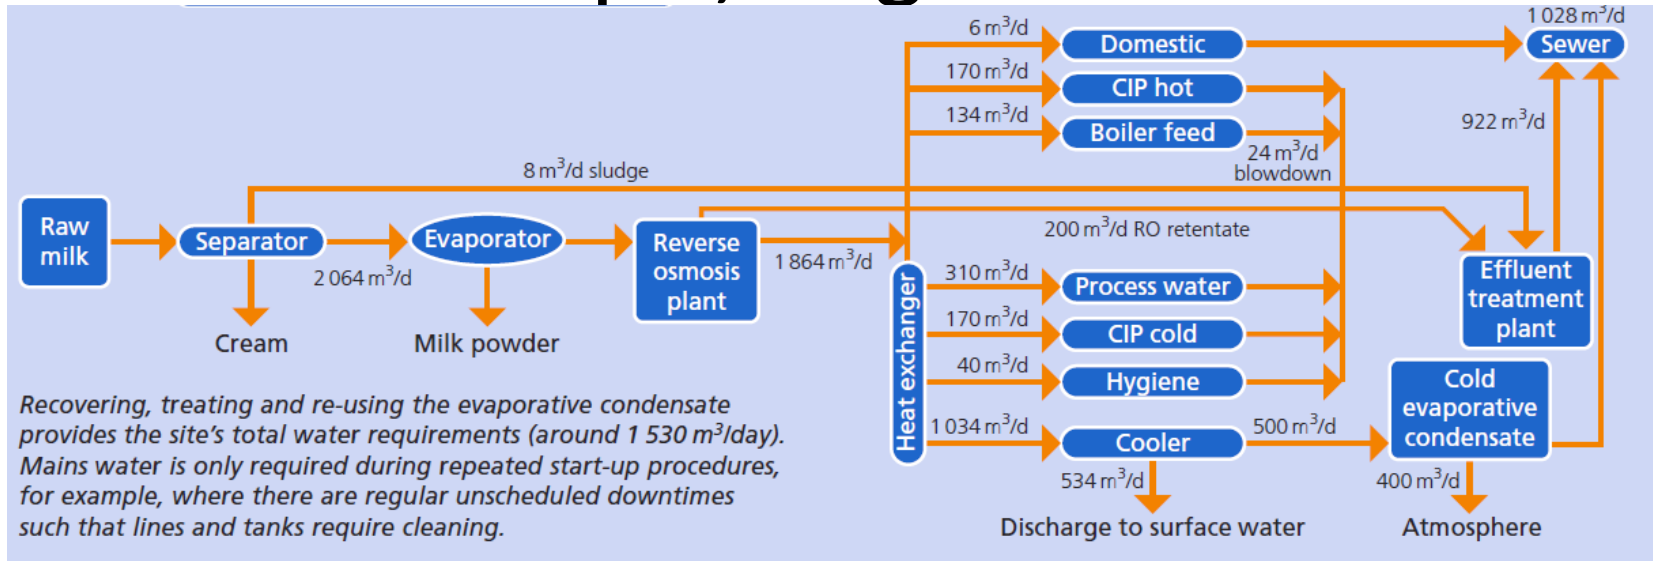 1 028 m³/d
6 m³/d
Domestic
Sewer
170 m³/d
CIP hot
134 m³/d
Boiler feed
922 m³/d
24 m³/d
blowdown
8 m³/d sludge
Raw
milk
Separator
2 064 m³/d
Evaporator
Reverse
osmosis
plant
1 864 m³/d
200 m³/d RO retentate
Effluent
treatment
plant
Cream
Milk powder
Heat exchanger
310 m³/d
Process water
170 m³/d
CIP cold
40 m³/d
Hygiene
1 034 m³/d
Cooler
500 m³/d
Cold
evaporative
condensate
534 m³/d
400 m³/d
Discharge to surface water
Atmosphere
Recovering, treating and re-using the evaporative condensate
provides the site's total water requirements (around 1 530 m³/day).
Mains water is only required during repeated start-up procedures,
for example, where there are regular unscheduled downtimes
such that lines and tanks require cleaning.